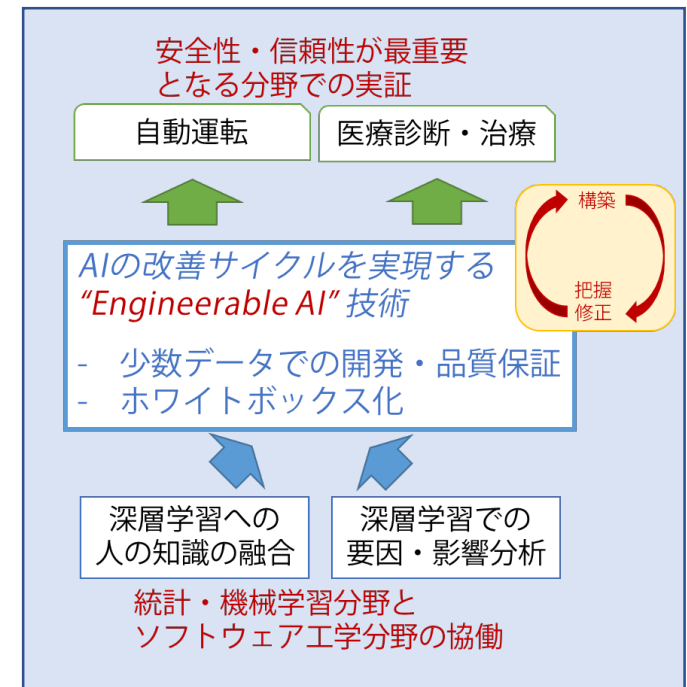 安全性・信頼性が最重要
となる分野での実証
自動運転
医療診断・治療
構築
把握
修正
AIの改善サイクルを実現する
“Engineerable AI” 技術
- 少数データでの開発・品質保証
- ホワイトボックス化
深層学習への
人の知識の融合
深層学習での
要因・影響分析
統計・機械学習分野と
ソフトウェア工学分野の協働